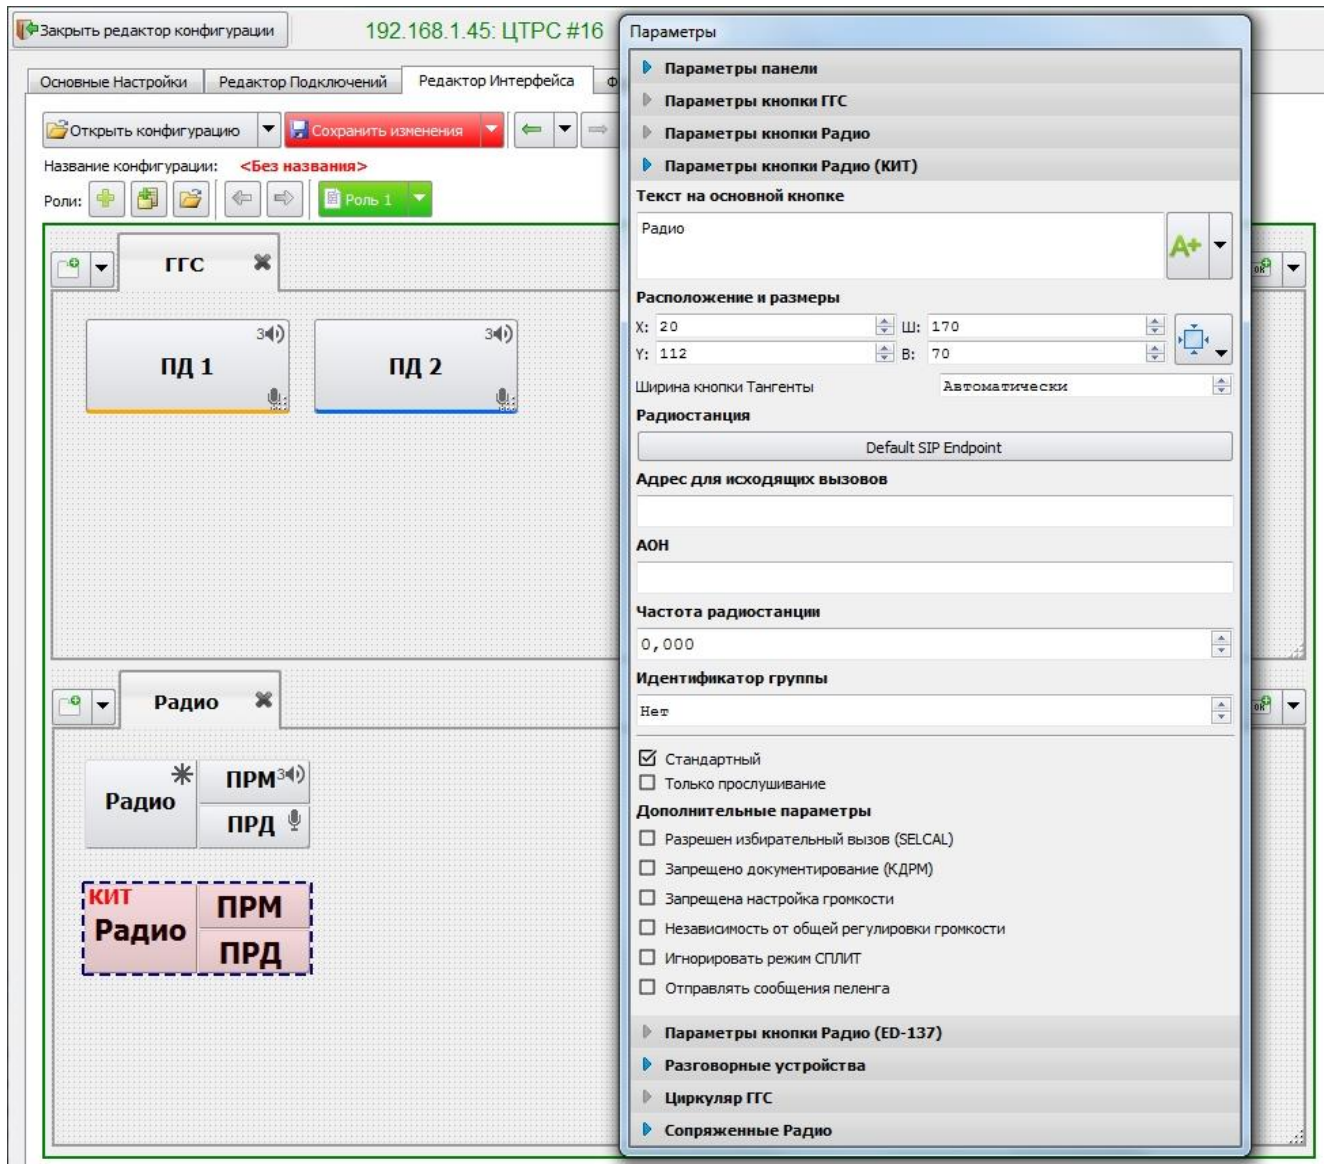 Закрыть редактор конфигурации
192.168.1.45: ЦТРС #16
Основные Настройки
Редактор Подключений
Редактор Интерфейса
Ф
Открыть конфигурацию
Сохранить изменения
Название конфигурации: <Без названия>
Роли:
Роль 1
ГГС
ПД 1
3
ПД 2
3
Радио
Радио
ПРМ
3
ПРД
КИТ
Радио
ПРМ
ПРД
Параметры
Параметры панели
Параметры кнопки ГГС
Параметры кнопки Радио
Параметры кнопки Радио (КИТ)
Текст на основной кнопке
Радио
A+
Расположение и размеры
X: 20 Ш: 170
Y: 112 В: 70
Ширина кнопки Тангенты Автоматически
Радиостанция
Default SIP Endpoint
Адрес для исходящих вызовов
АОН
Частота радиостанции
0,000
Идентификатор группы
Нет
Стандартный
Только прослушивание
Дополнительные параметры
Разрешен избирательный вызов (SELCAL)
Запрещено документирование (КДРМ)
Запрещена настройка громкости
Независимость от общей регулировки громкости
Игнорировать режим СПЛИТ
Отправлять сообщения пеленга
Параметры кнопки Радио (ED-137)
Разговорные устройства
Циркуляр ГГС
Сопряженные Радио